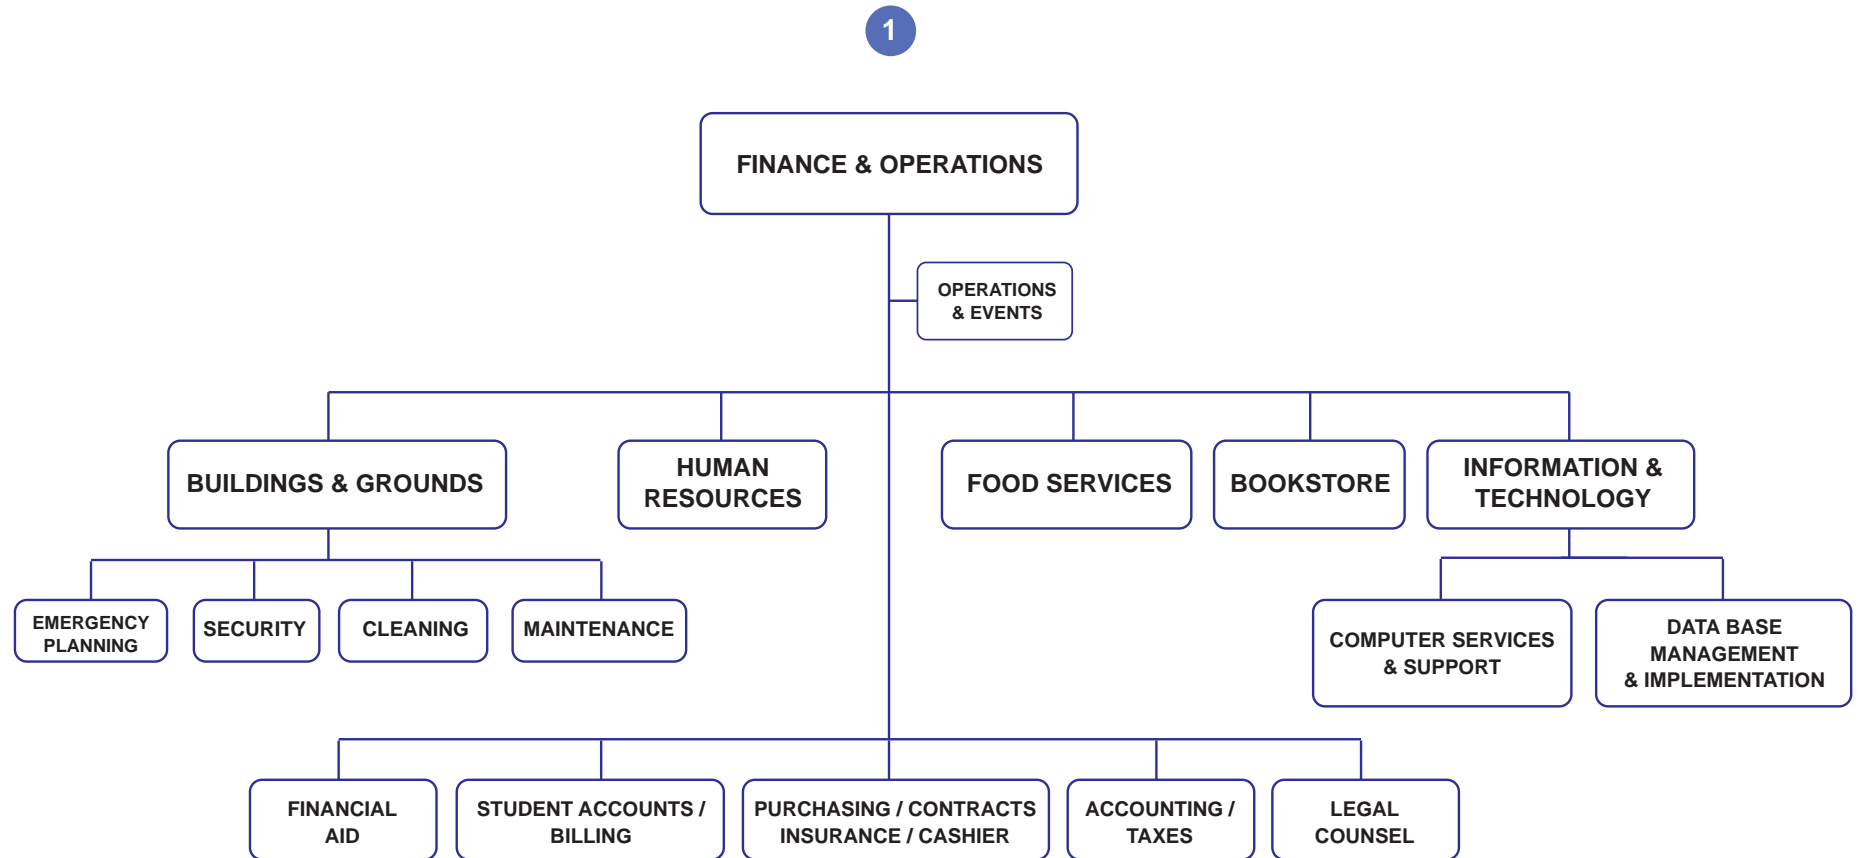 1
FINANCE & OPERATIONS
OPERATIONS
& EVENTS
BUILDINGS & GROUNDS
HUMAN
RESOURCES
FOOD SERVICES
BOOKSTORE
INFORMATION &
TECHNOLOGY
EMERGENCY
PLANNING
SECURITY
CLEANING
MAINTENANCE
COMPUTER SERVICES
& SUPPORT
DATA BASE
MANAGEMENT
& IMPLEMENTATION
FINANCIAL
AID
STUDENT ACCOUNTS /
BILLING
PURCHASING / CONTRACTS
INSURANCE / CASHIER
ACCOUNTING /
TAXES
LEGAL
COUNSEL